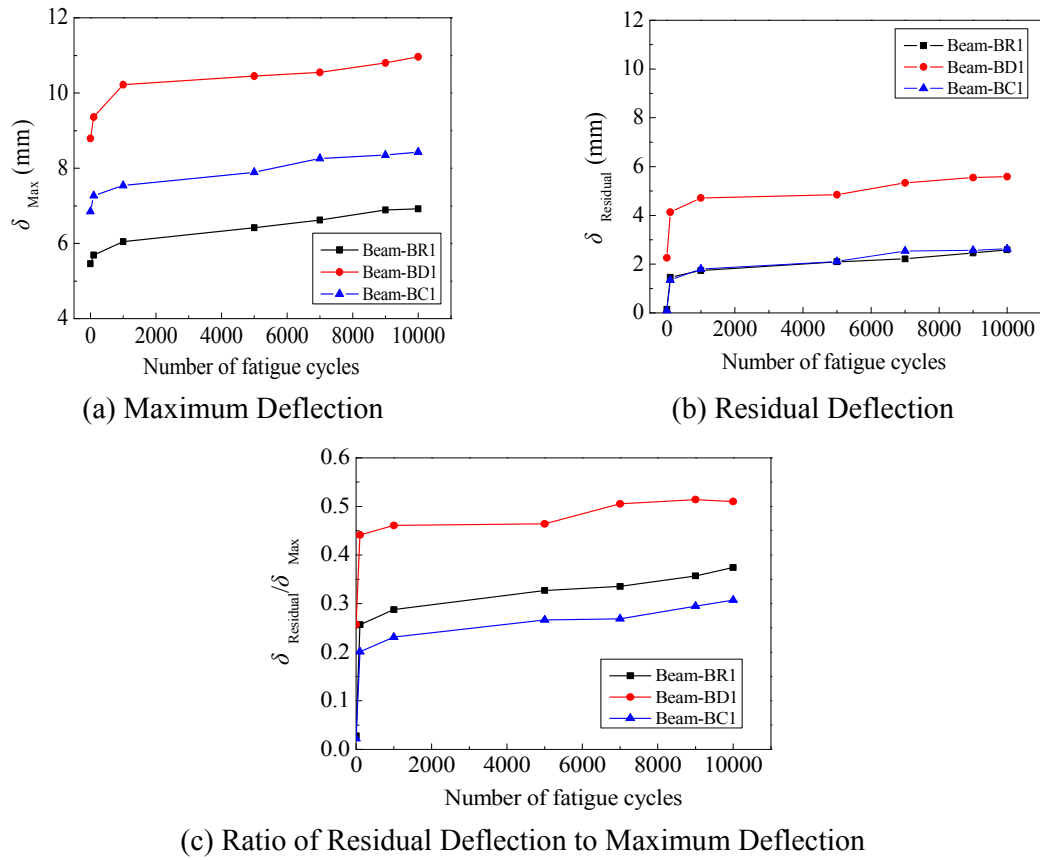 12
10
8
6
4
δ Max (mm)
Beam-BR1
Beam-BD1
Beam-BC1
0 2000 4000 6000 8000 10000
Number of fatigue cycles
(a) Maximum Deflection
12
10
8
6
4
2
0
δ Residual (mm)
Beam-BR1
Beam-BD1
Beam-BC1
0 2000 4000 6000 8000 10000
Number of fatigue cycles
(b) Residual Deflection
0.6
0.5
0.4
0.3
0.2
0.1
0.0
δ Residual/δ Max
Beam-BR1
Beam-BD1
Beam-BC1
0 2000 4000 6000 8000 10000
Number of fatigue cycles
(c) Ratio of Residual Deflection to Maximum Deflection